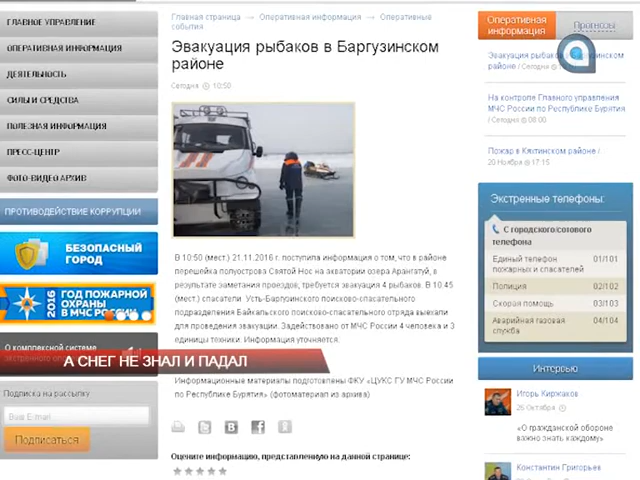 ГЛАВНОЕ УПРАВЛЕНИЕ
ОПЕРАТИВНАЯ ИНФОРМАЦИЯ
ДЕЯТЕЛЬНОСТЬ
СИЛЫ И СРЕДСТВА
ПОЛЕЗНАЯ ИНФОРМАЦИЯ
ПРЕСС-ЦЕНТР
ФОТО-ВИДЕО АРХИВ
ПРОТИВОДЕЙСТВИЕ КОРРУПЦИИ
БЕЗОПАСНЫЙ
ГОРОД
2016 ГОД ПОЖАРНОЙ
ОХРАНЫ
В МЧС РОССИИ
О комплексной системе
экстренного
А СНЕГ НЕ ЗНАЛ И ПАДАЛ
Подписка на рассылку
Ваш E-mail
Подписаться
Главная страница → Оперативная информация → Оперативные
события
Эвакуация рыбаков в Баргузинском
районе
Сегодня 10:50
В 10:50 (мест.) 21.11.2016 г. поступила информация о том, что в районе
перешейка полуострова Святой Нос на акватории озера Арангатуй, в
результате заметания проездов, требуется эвакуация 4 рыбаков. В 10:45
(мест.) спасатели Усть-Баргузинского поисково-спасательного
подразделения Байкальского поисково-спасательного отряда выехали
для проведения эвакуации. Задействовано от МЧС России 4 человека и 3
единицы техники. Информация уточняется.
Информационные материалы подготовлены ФКУ «ЦУКС ГУ МЧС России
по Республике Бурятия» (фотоматериал из архива)
Оцените информацию, представленную на данной странице:
Оперативная
информация
Прогнозы
Эвакуация рыбаков в Баргузинском
районе / Сегодня
На контроле Главного управления
МЧС России по Республике Бурятия
/ Сегодня 08:00
Пожар в Кяхтинском районе /
20 Ноября 17:15
Экстренные телефоны:
С городского/сотового
телефона
Единый телефон 01/101
пожарных и спасателей
Полиция 02/102
Скорая помощь 03/103
Аварийная газовая 04/104
служба
Интервью
Игорь Киржаков
26 Октября
«О гражданской обороне
важно знать каждому»
Константин Григорьев